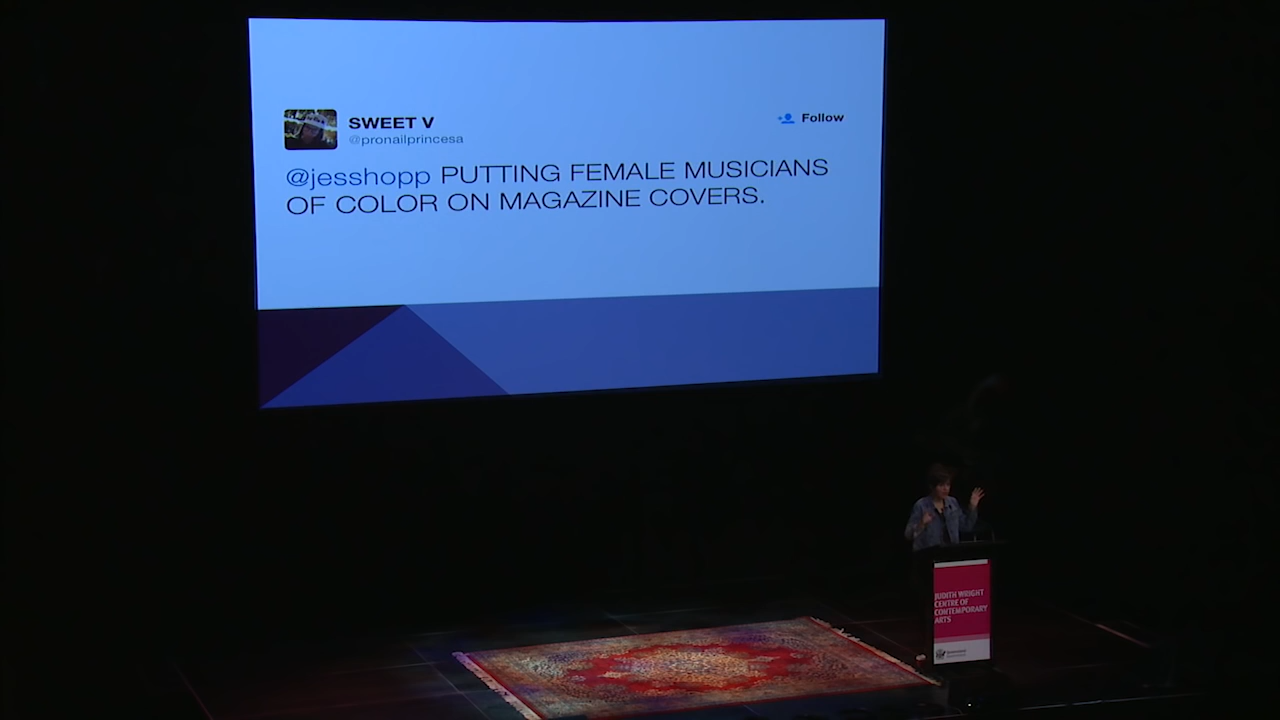 SWEET V
@pronailprincesa
Follow
@jesshopp PUTTING FEMALE MUSICIANS
OF COLOR ON MAGAZINE COVERS.
JUDITH WRIGHT
CENTRE OF
CONTEMPORARY
ARTS